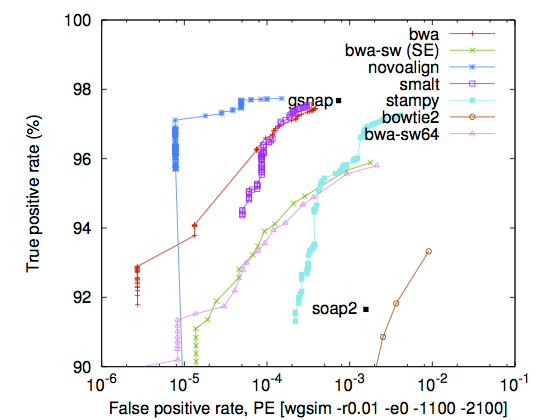 100
98
96
94
92
90
True positive rate (%)
bwa
bwa-sw (SE)
novoalign
smalt
stampy
bowtie2
bwa-sw64
gsnap
soap2
10-6
10-5
10-4
10-3
10-2
10-1
False positive rate, PE [wgsim -r0.01 -e0 -1100 -2100]